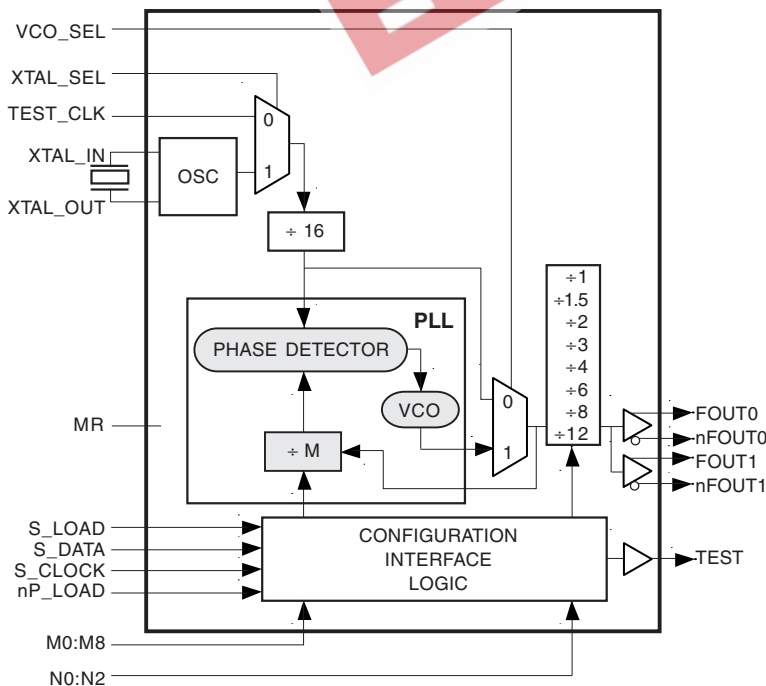 VCO_SEL
XTAL_SEL
TEST_CLK
0
XTAL_IN
OSC
1
XTAL_OUT
÷ 16
÷1
÷1.5
÷2
÷3
÷4
÷6
÷8
÷12
PLL
PHASE DETECTOR
VCO
0
1
FOUT0
nFOUT0
FOUT1
nFOUT1
MR
÷ M
S_LOAD
S_DATA
S_CLOCK
nP_LOAD
CONFIGURATION
INTERFACE
LOGIC
TEST
M0:M8
N0:N2